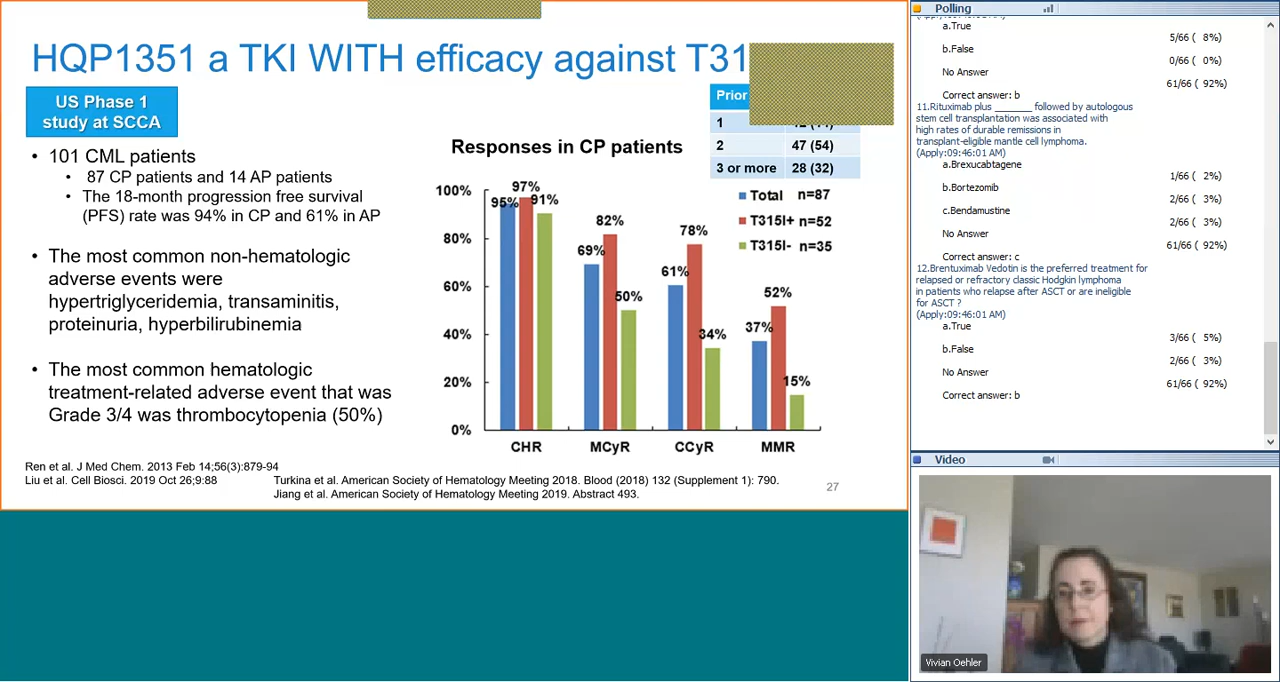 HQP1351 a TKI WITH efficacy against T31
US Phase 1
study at SCCA
• 101 CML patients
• 87 CP patients and 14 AP patients
• The 18-month progression free survival
(PFS) rate was 94% in CP and 61% in AP
• The most common non-hematologic
adverse events were
hypertriglyceridemia, transaminitis,
proteinuria, hyperbilirubinemia
• The most common hematologic
treatment-related adverse event that was
Grade 3/4 was thrombocytopenia (50%)
Prior
1
2 47 (54)
3 or more 28 (32)
Responses in CP patients
Total n=87
T315I+ n=52
T315I- n=35
100%
80%
60%
40%
20%
0%
95% 97% 91%
69% 82% 50%
61% 78% 34%
37% 52% 15%
CHR MCyR CCyR MMR
Ren et al. J Med Chem. 2013 Feb 14;56(3):879-94
Liu et al. Cell Biosci. 2019 Oct 26;9:88
Turkina et al. American Society of Hematology Meeting 2018. Blood (2018) 132 (Supplement 1): 790.
Jiang et al. American Society of Hematology Meeting 2019. Abstract 493.
27
Polling
a.True
5/66 ( 8%)
b.False
0/66 ( 0%)
No Answer
61/66 ( 92%)
Correct answer: b
11.Rituximab plus _______ followed by autologous
stem cell transplantation was associated with
high rates of durable remissions in
transplant-eligible mantle cell lymphoma.
(Apply:09:46:01 AM)
a.Brexucabtagene
1/66 ( 2%)
b.Bortezomib
2/66 ( 3%)
c.Bendamustine
2/66 ( 3%)
No Answer
61/66 ( 92%)
Correct answer: c
12.Brentuximab Vedotin is the preferred treatment for
relapsed or refractory classic Hodgkin lymphoma
in patients who relapse after ASCT or are ineligible
for ASCT ?
(Apply:09:46:01 AM)
a.True
3/66 ( 5%)
b.False
2/66 ( 3%)
No Answer
61/66 ( 92%)
Correct answer: b
Video
Vivian Oehler